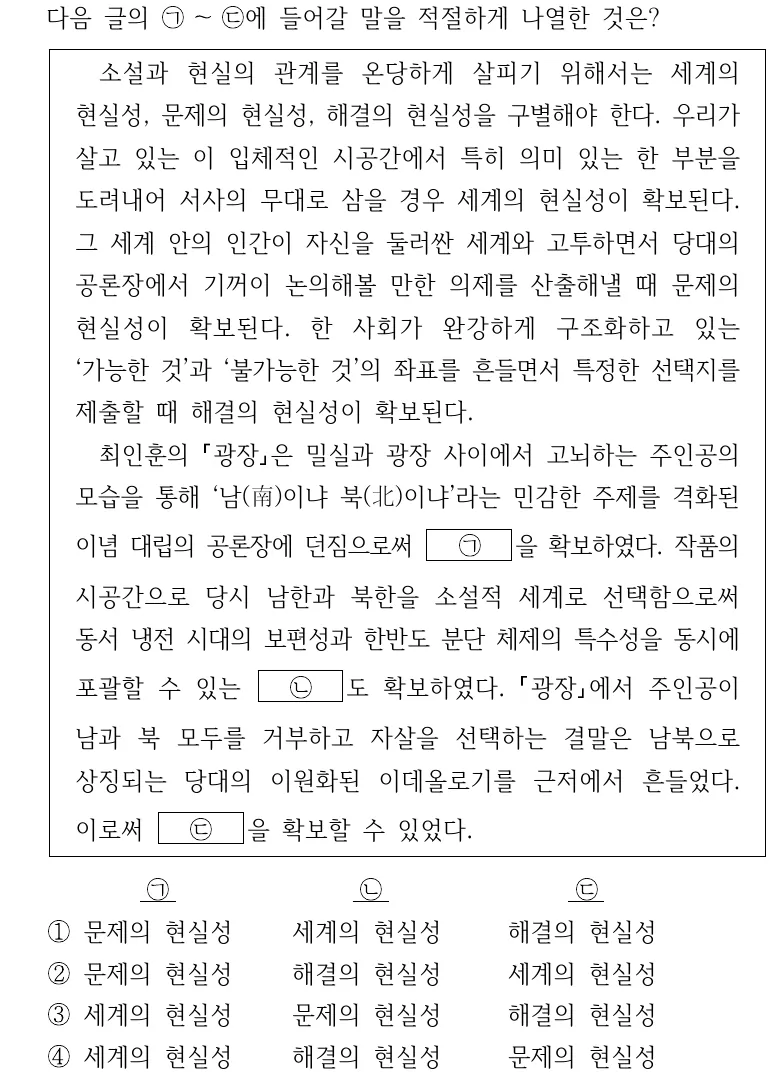 다음 글의 ㉠ ~ ㉢에 들어갈 말을 적절하게 나열한 것은?
소설과 현실의 관계를 온당하게 살피기 위해서는 세계의
현실성, 문제의 현실성, 해결의 현실성을 구별해야 한다. 우리가
살고 있는 이 입체적인 시공간에서 특히 의미 있는 한 부분을
도려내어 서사의 무대로 삼을 경우 세계의 현실성이 확보된다.
그 세계 안의 인간이 자신을 둘러싼 세계와 고투하면서 당대의
공론장에서 기꺼이 논의해볼 만한 의제를 산출해낼 때 문제의
현실성이 확보된다. 한 사회가 완강하게 구조화하고 있는
‘가능한 것’과 ‘불가능한 것’의 좌표를 흔들면서 특정한 선택지를
제출할 때 해결의 현실성이 확보된다.
최인훈의 「광장」은 밀실과 광장 사이에서 고뇌하는 주인공의
모습을 통해 ‘남(南)이냐 북(北)이냐’라는 민감한 주제를 격화된
이념 대립의 공론장에 던짐으로써 ㉠ 을 확보하였다. 작품의
시공간으로 당시 남한과 북한을 소설적 세계로 선택함으로써
동서 냉전 시대의 보편성과 한반도 분단 체제의 특수성을 동시에
포괄할 수 있는 ㉡ 도 확보하였다. 「광장」에서 주인공이
남과 북 모두를 거부하고 자살을 선택하는 결말은 남북으로
상징되는 당대의 이원화된 이데올로기를 근저에서 흔들었다.
이로써 ㉢ 을 확보할 수 있었다.
㉠ ㉡ ㉢
① 문제의 현실성 세계의 현실성 해결의 현실성
② 문제의 현실성 해결의 현실성 세계의 현실성
③ 세계의 현실성 문제의 현실성 해결의 현실성
④ 세계의 현실성 해결의 현실성 문제의 현실성